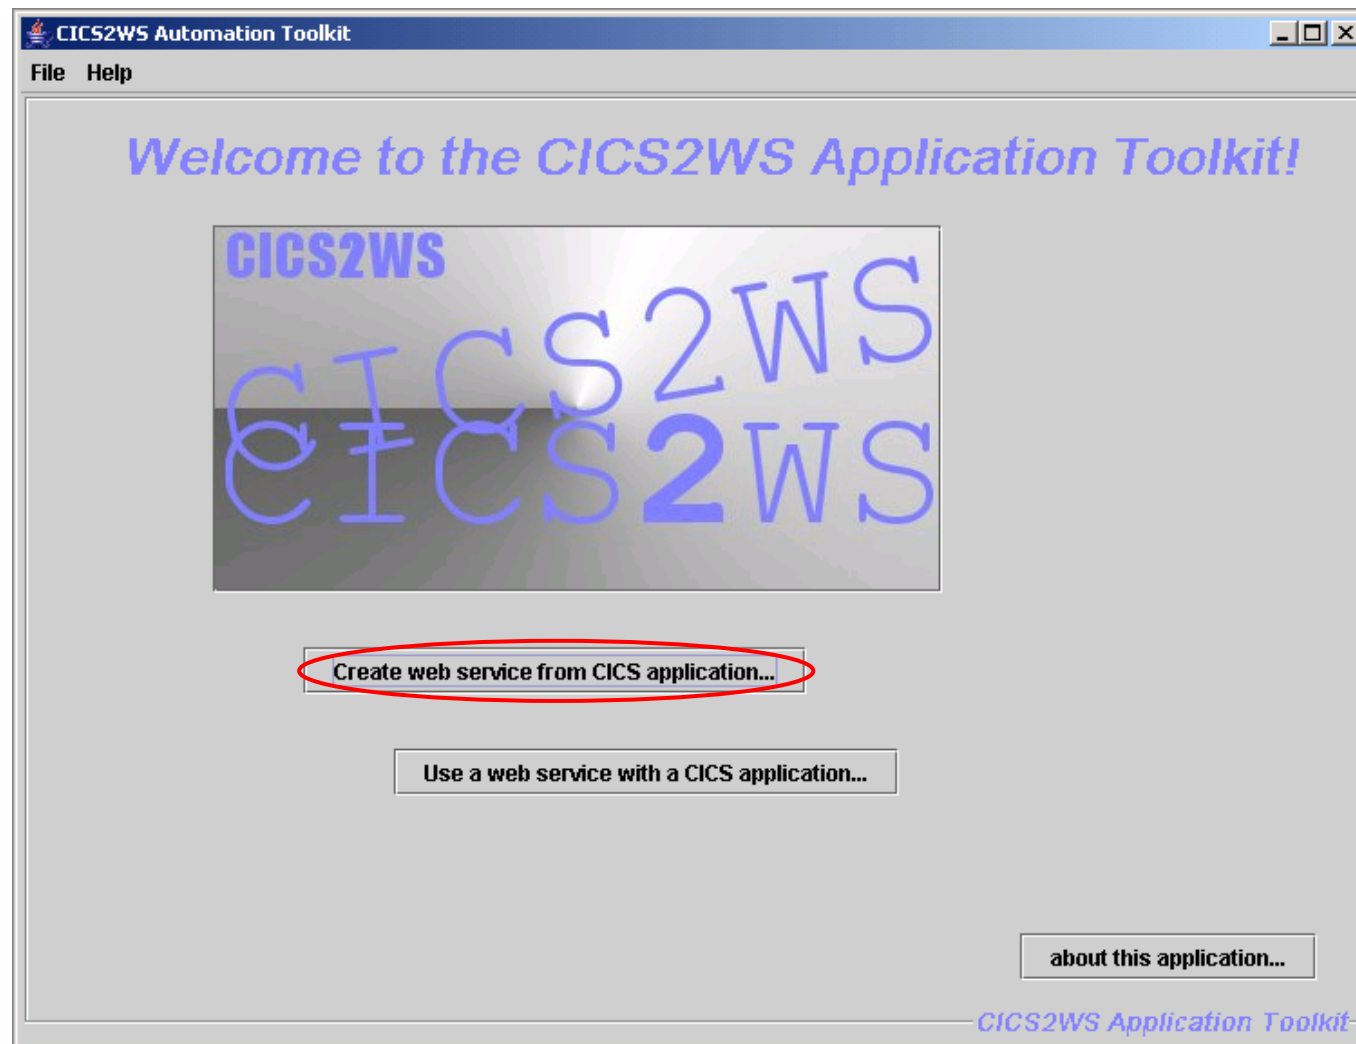 CICS2WS Automation Toolkit
File Help
Welcome to the CICS2WS Application Toolkit!
CICS2WS
CICS2WS
CICS2WS
Create web service from CICS application...
Use a web service with a CICS application...
about this application...
CICS2WS Application Toolkit